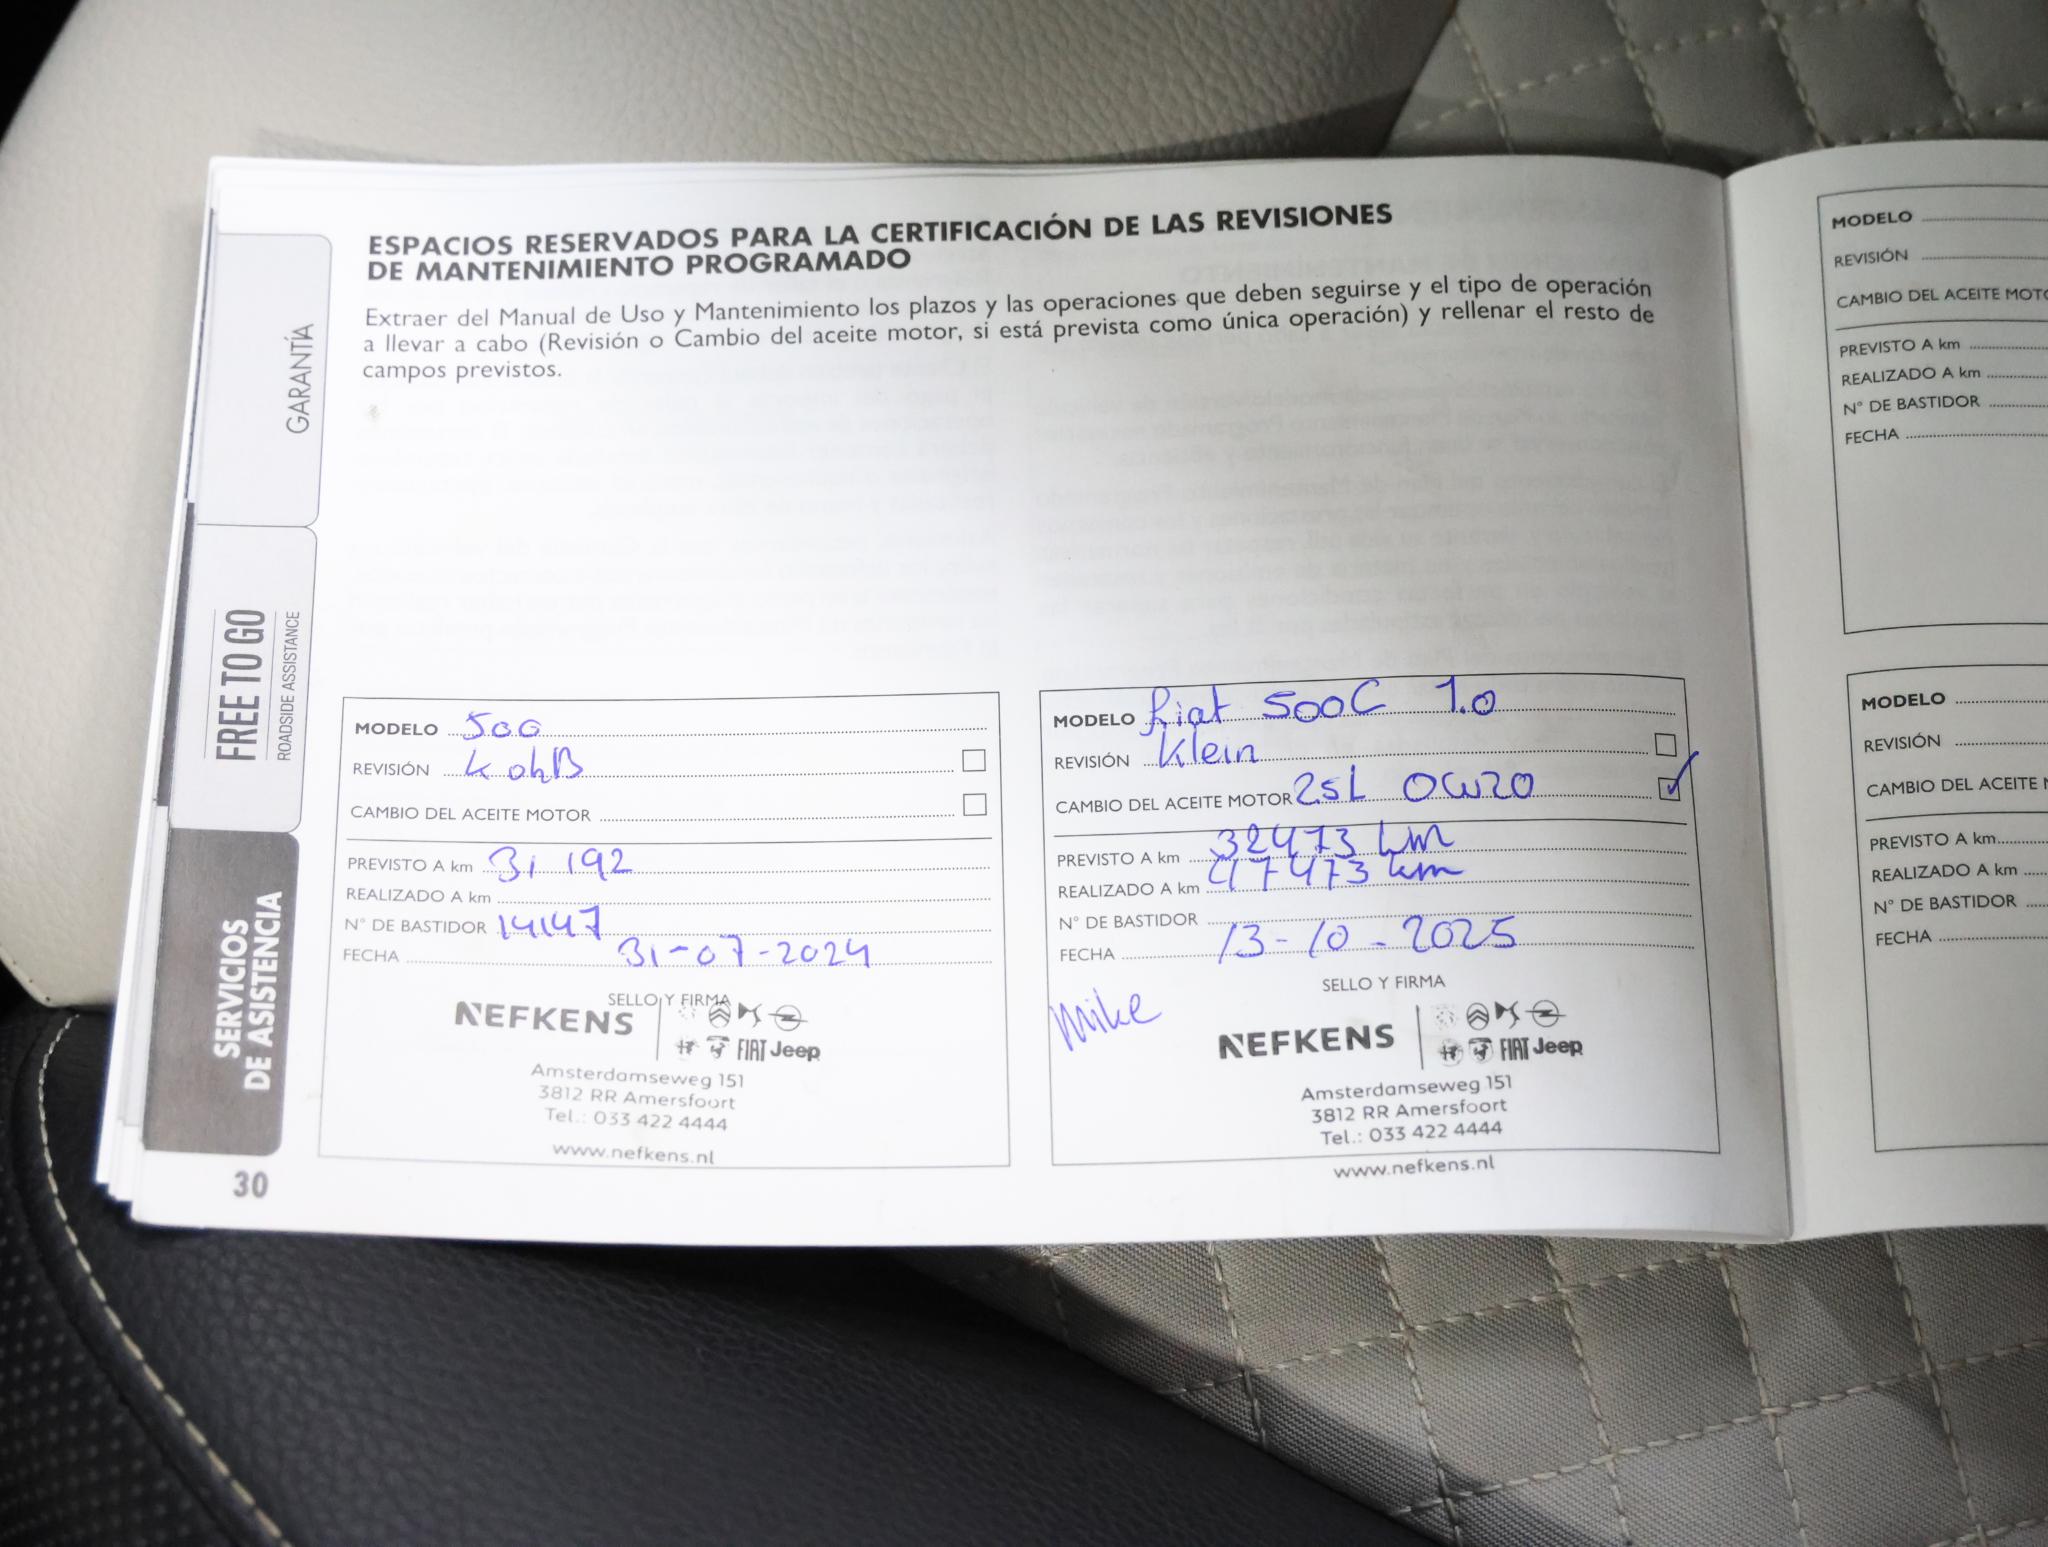 ESPACIOS RESERVADOS PARA LA CERTIFICACIÓN DE LAS REVISIONES
DE MANTENIMIENTO PROGRAMADO
Extraer del Manual de Uso y Mantenimiento los plazos y las operaciones que deben seguirse y el tipo de operación
a llevar a cabo (Revisión o Cambio del aceite motor, si está prevista como única operación) y rellenar el resto de
campos previstos.
GARANTÍA
FREE TO GO
ROADSIDE ASSISTANCE
SERVICIOS
DE ASISTENCIA
30
MODELO 500
REVISIÓN
CAMBIO DEL ACEITE MOTOR
PREVISTO A km 31 192
REALIZADO A km
N° DE BASTIDOR 14147
FECHA 31-07-2024
SELLO Y FIRMA
NEFKENS
FIAT Jeep
Amsterdamseweg 151
3812 RR Amersfoort
Tel.: 033 422 4444
www.nefkens.nl
MODELO fiat 500C 1.0
REVISIÓN Klein
CAMBIO DEL ACEITE MOTOR 2.5L 0W20
PREVISTO A km 32473 km
REALIZADO A km 47473 km
N° DE BASTIDOR
FECHA 13-10-2025
SELLO Y FIRMA
Mike
NEFKENS
FIAT Jeep
Amsterdamseweg 151
3812 RR Amersfoort
Tel.: 033 422 4444
www.nefkens.nl
MODELO
REVISIÓN
CAMBIO DEL ACEITE
PREVISTO A km
REALIZADO A km
N° DE BASTIDOR
FECHA
MODELO
REVISIÓN
CAMBIO DEL ACEITE
PREVISTO A km
REALIZADO A km
N° DE BASTIDOR
FECHA